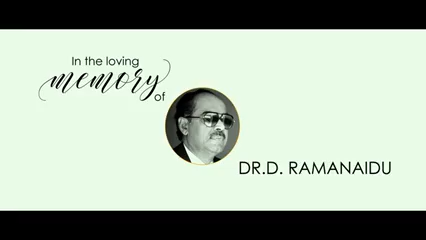 In the loving
memory
of
DR.D. RAMANAIDU